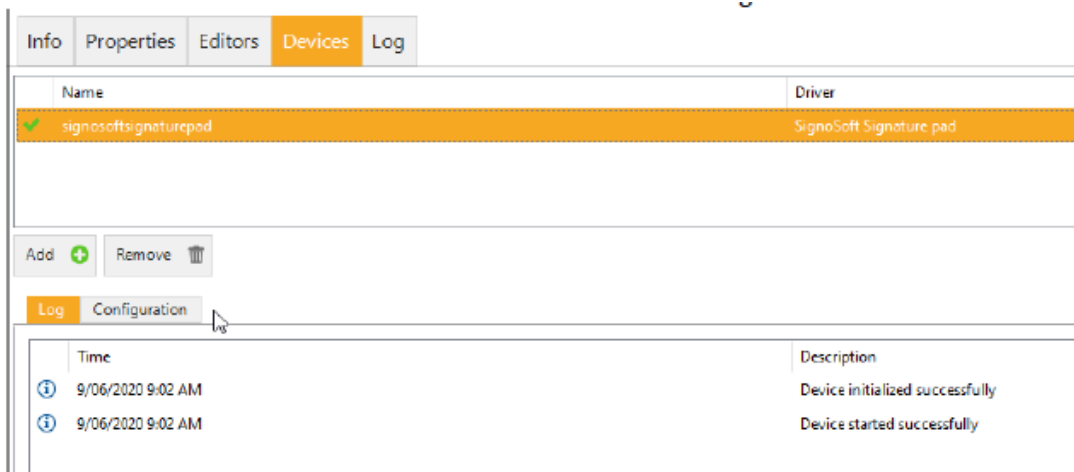 Info Properties Editors Devices Log
Name Driver
signosoftsignaturepad SignoSoft Signature pad
Add Remove
Log Configuration
Time Description
9/06/2020 9:02 AM Device initialized successfully
9/06/2020 9:02 AM Device started successfully